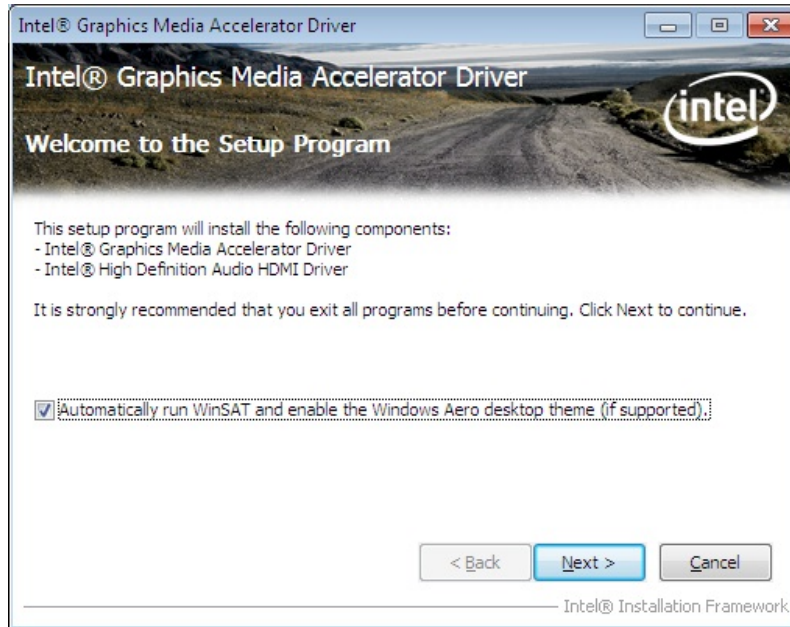 Intel® Graphics Media Accelerator Driver
Intel® Graphics Media Accelerator Driver
intel
Welcome to the Setup Program
This setup program will install the following components:
- Intel® Graphics Media Accelerator Driver
- Intel® High Definition Audio HDMI Driver
It is strongly recommended that you exit all programs before continuing. Click Next to continue.
Automatically run WinSAT and enable the Windows Aero desktop theme (if supported).
< Back
Next >
Cancel
Intel® Installation Framework